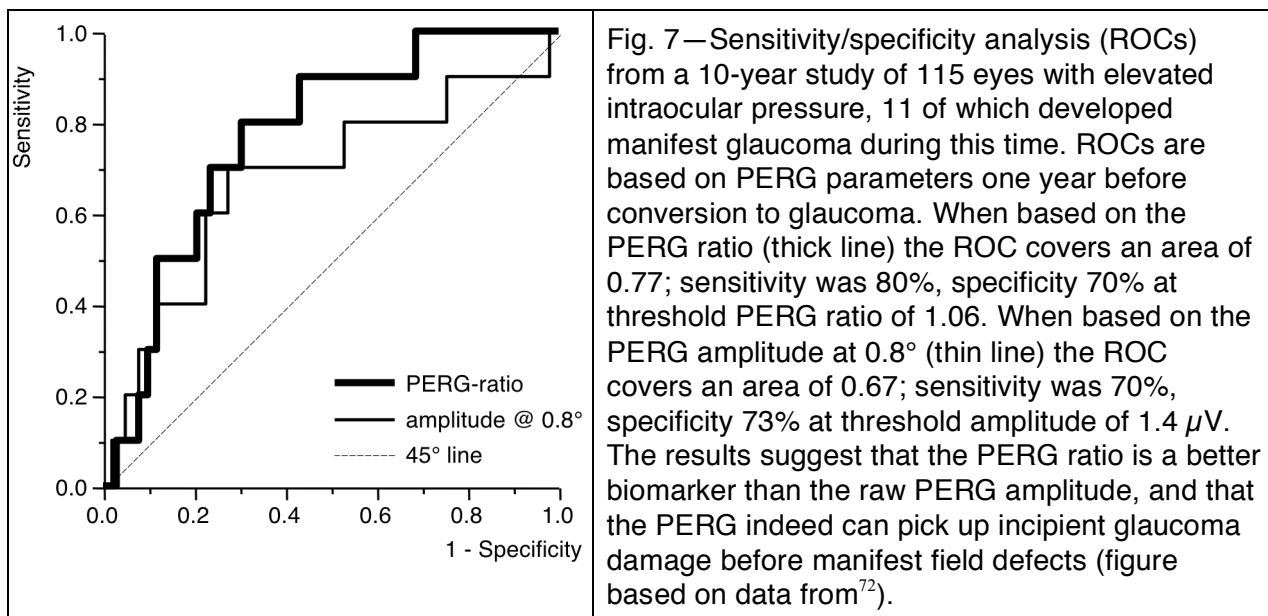 1.0
0.8
0.6
0.4
0.2
0.0
Sensitivity
PERG-ratio
amplitude @ 0.8°
45° line
0.0 0.2 0.4 0.6 0.8 1.0
1 - Specificity
Fig. 7—Sensitivity/specificity analysis (ROCs)
from a 10-year study of 115 eyes with elevated
intraocular pressure, 11 of which developed
manifest glaucoma during this time. ROCs are
based on PERG parameters one year before
conversion to glaucoma. When based on the
PERG ratio (thick line) the ROC covers an area of
0.77; sensitivity was 80%, specificity 70% at
threshold PERG ratio of 1.06. When based on the
PERG amplitude at 0.8° (thin line) the ROC
covers an area of 0.67; sensitivity was 70%,
specificity 73% at threshold amplitude of 1.4 µV.
The results suggest that the PERG ratio is a better
biomarker than the raw PERG amplitude, and that
the PERG indeed can pick up incipient glaucoma
damage before manifest field defects (figure
based on data from⁷²).